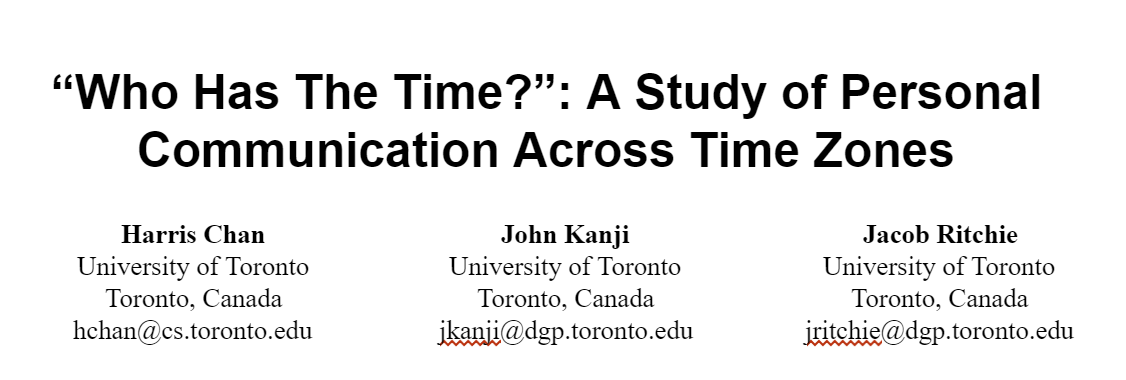 “Who Has The Time?”: A Study of Personal
Communication Across Time Zones
Harris Chan
University of Toronto
Toronto, Canada
hchan@cs.toronto.edu
John Kanji
University of Toronto
Toronto, Canada
jkanji@dgp.toronto.edu
Jacob Ritchie
University of Toronto
Toronto, Canada
jritchie@dgp.toronto.edu